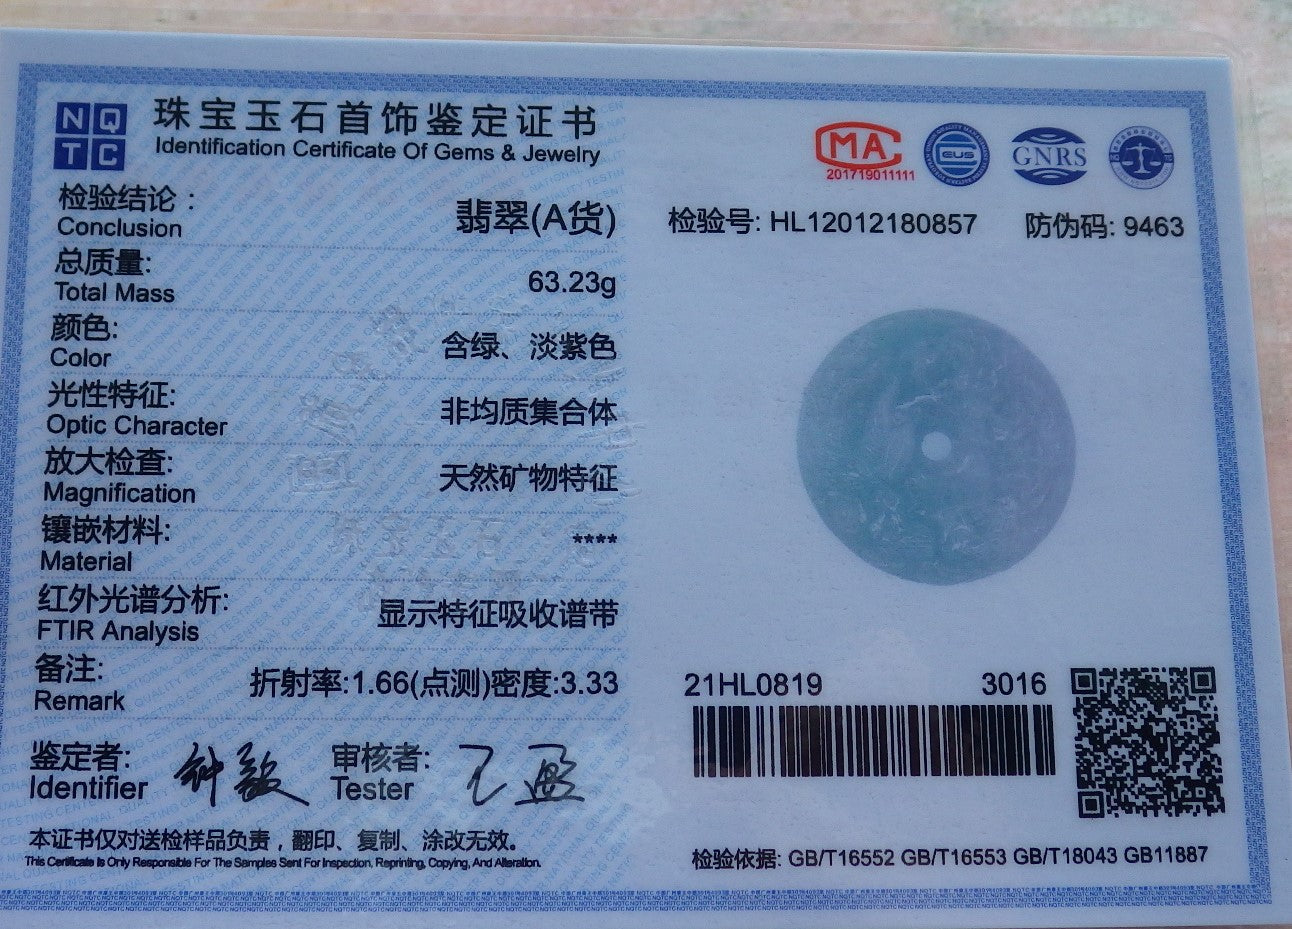 NQTC
珠宝玉石首饰鉴定证书
Identification Certificate Of Gems & Jewelry
检验结论：
Conclusion
翡翠(A货)
总质量:
Total Mass
63.23g
颜色:
Color
含绿、淡紫色
光性特征:
Optic Character
非均质集合体
放大检查:
Magnification
天然矿物特征
镶嵌材料:
Material
****
红外光谱分析:
FTIR Analysis
显示特征吸收谱带
备注:
Remark
折射率:1.66(点测)密度:3.33
鉴定者:
Identifier
审核者:
Tester
本证书仅对送检样品负责，翻印、复制、涂改无效。
This Certificate Is Only Responsible For The Samples Sent For Inspection. Reprinting, Copying, And Alteration.
MA
201719011111
CUS
GNRS
检验号: HL12012180857
防伪码: 9463
21HL0819
3016
检验依据: GB/T16552 GB/T16553 GB/T18043 GB11887